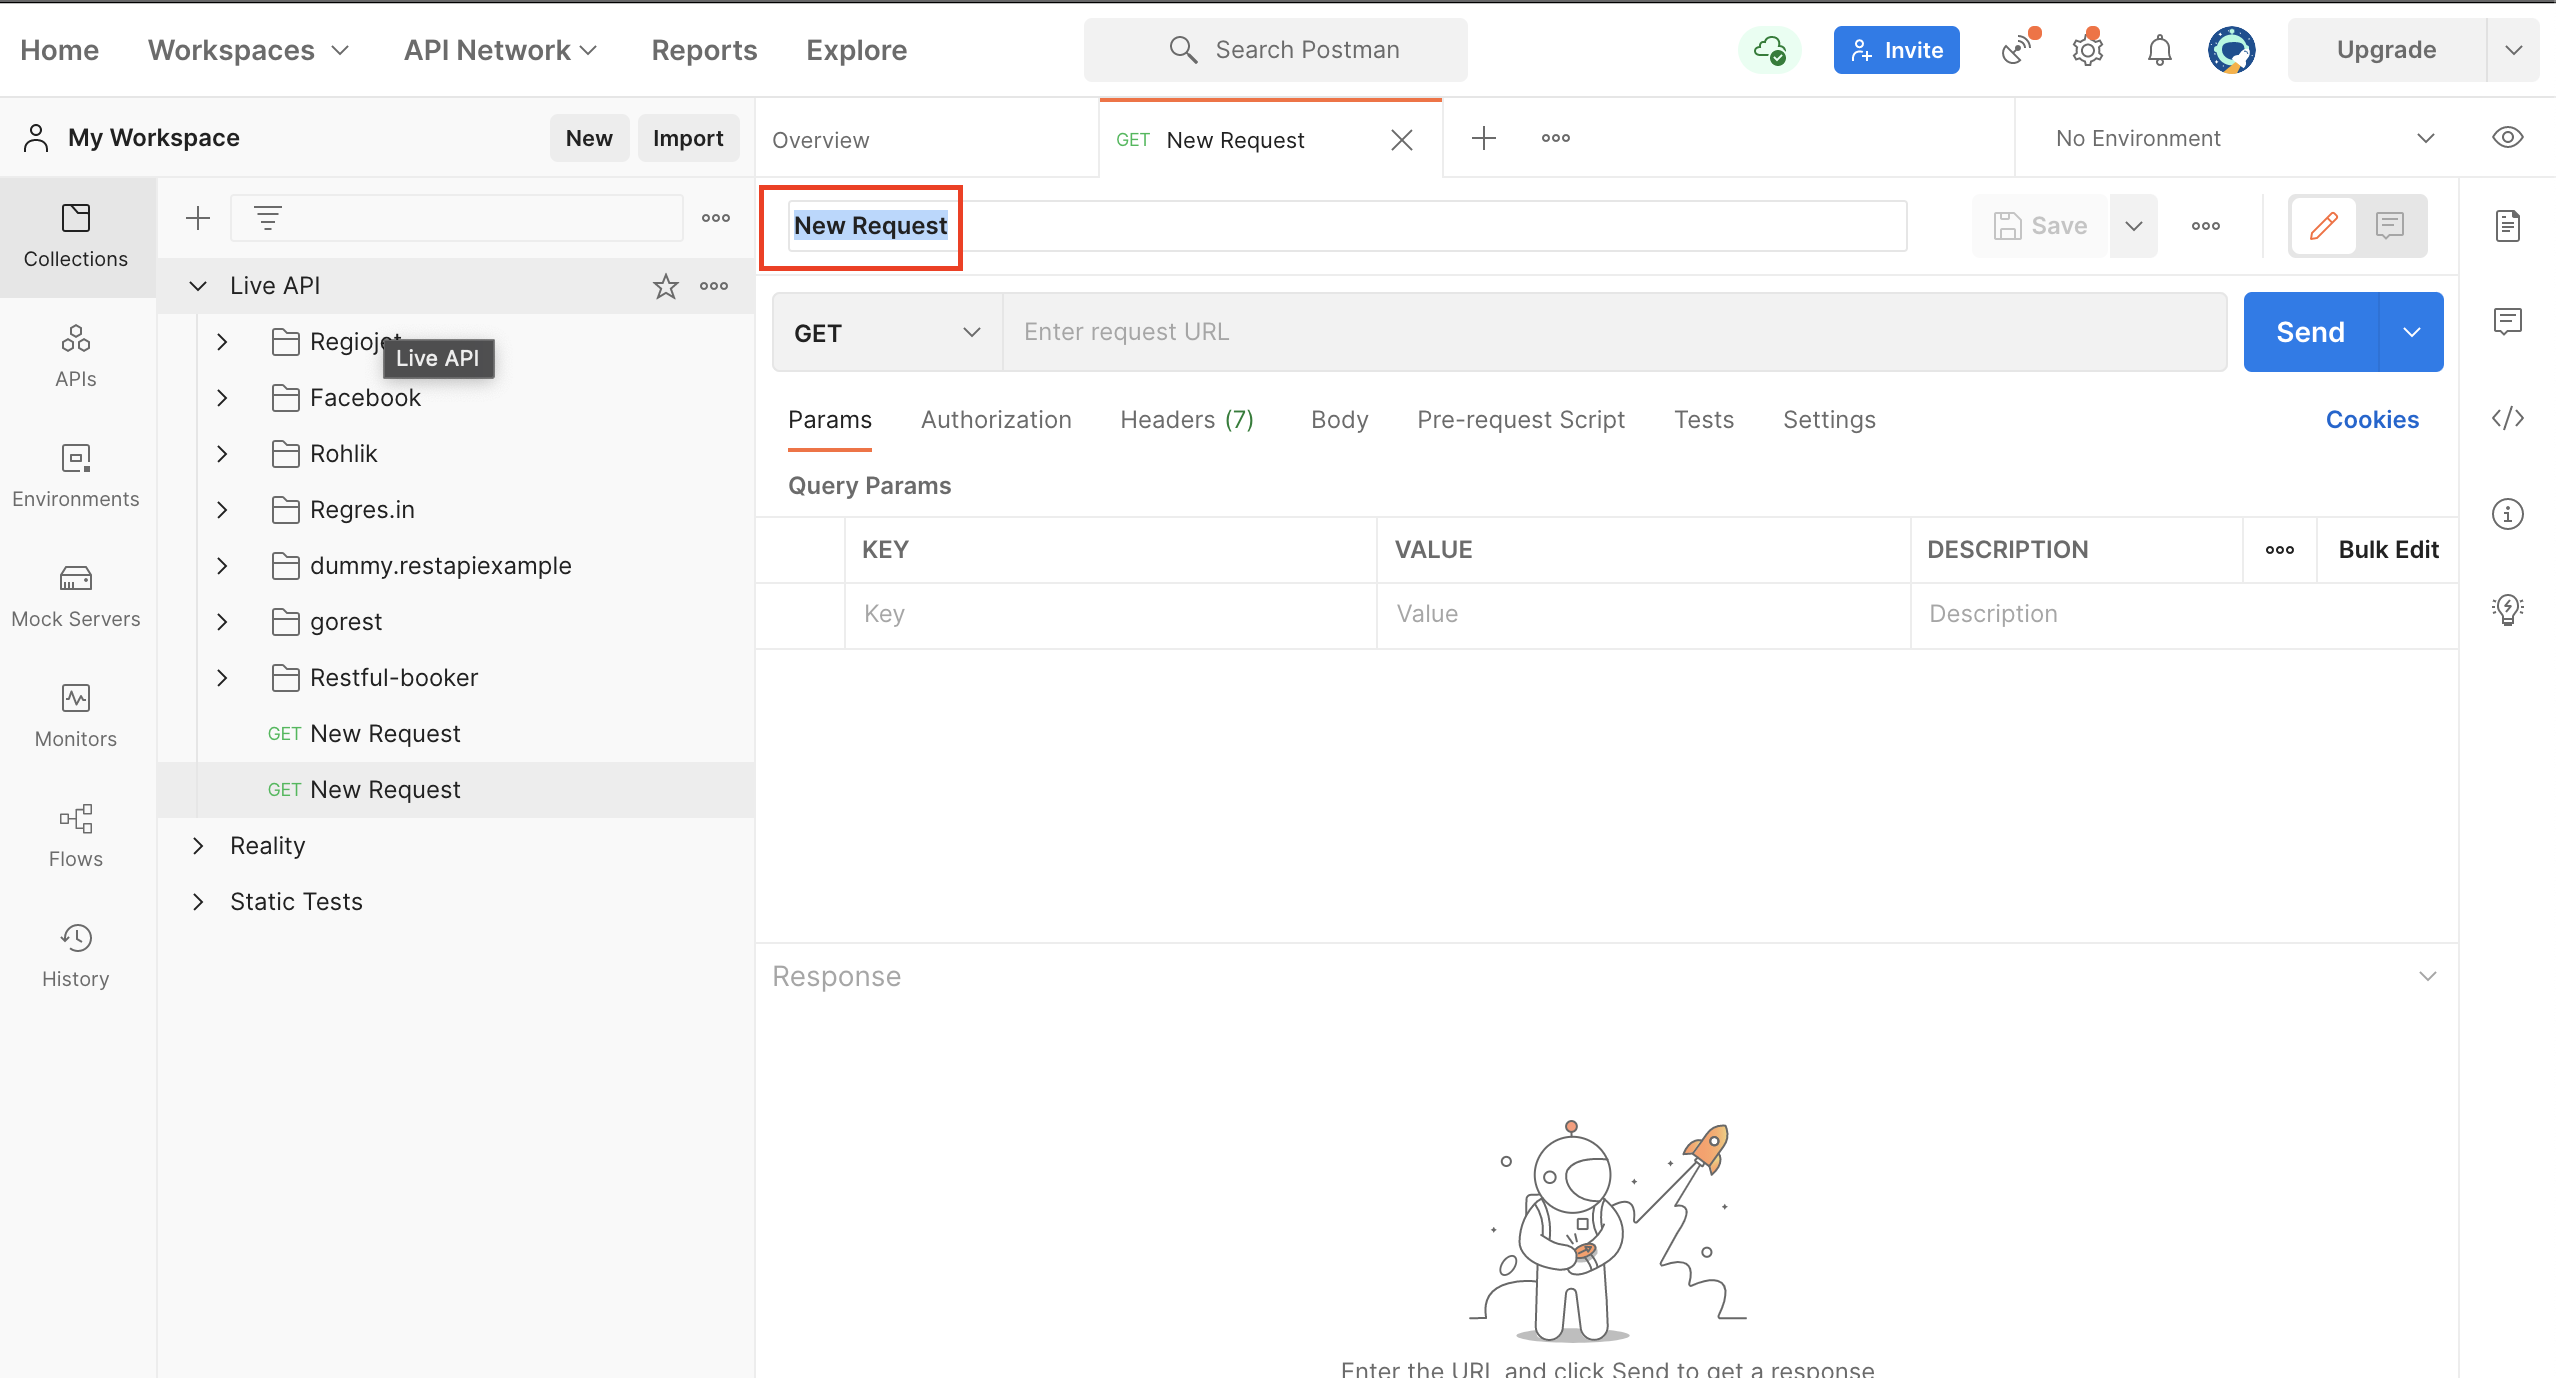 Home Workspaces API Network Reports Explore Search Postman Invite Upgrade
My Workspace New Import Overview GET New Request No Environment
Collections
APIs
Environments
Mock Servers
Monitors
Flows
History
Live API
Regiojet
Live API
Facebook
Rohlik
Regres.in
dummy.restapiexample
gorest
Restful-booker
GET New Request
GET New Request
Reality
Static Tests
New Request Save
GET Enter request URL Send
Params Authorization Headers (7) Body Pre-request Script Tests Settings Cookies
Query Params
KEY VALUE DESCRIPTION Bulk Edit
Key Value Description
Response
Enter the URL and click Send to get a response